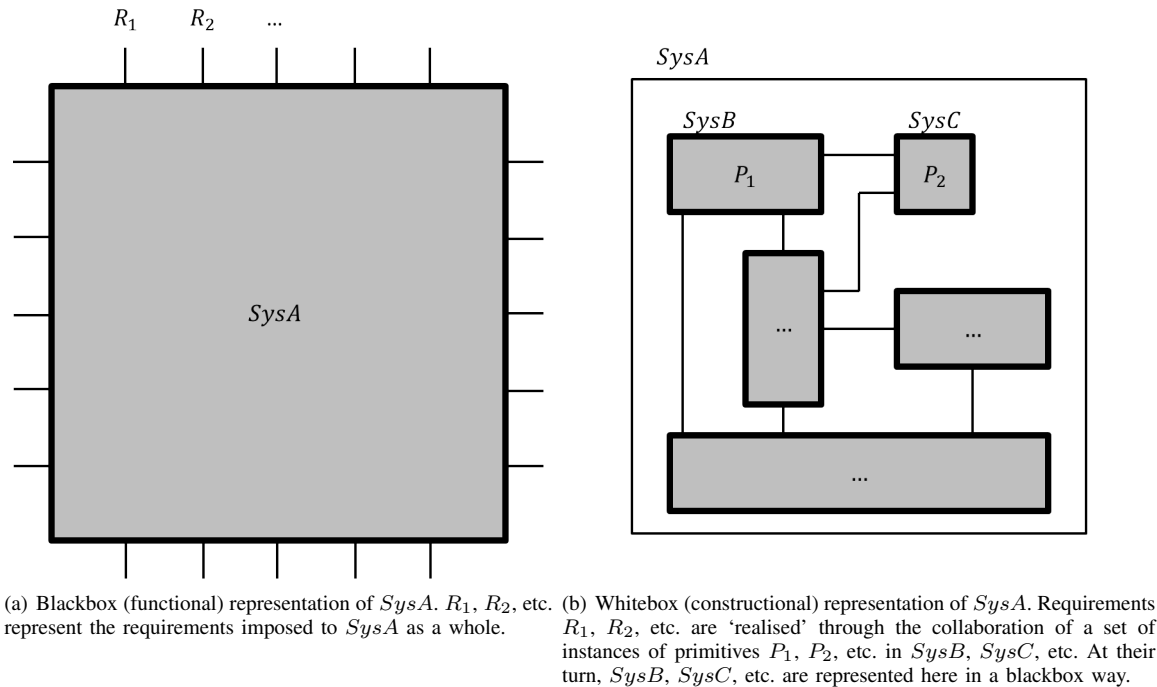 R₁ R₂ ...
SysA
SysA
SysB SysC
P₁ P₂
... ...
...
(a) Blackbox (functional) representation of SysA. R₁, R₂, etc.
represent the requirements imposed to SysA as a whole.
(b) Whitebox (constructional) representation of SysA. Requirements
R₁, R₂, etc. are ‘realised’ through the collaboration of a set of
instances of primitives P₁, P₂, etc. in SysB, SysC, etc. At their
turn, SysB, SysC, etc. are represented here in a blackbox way.